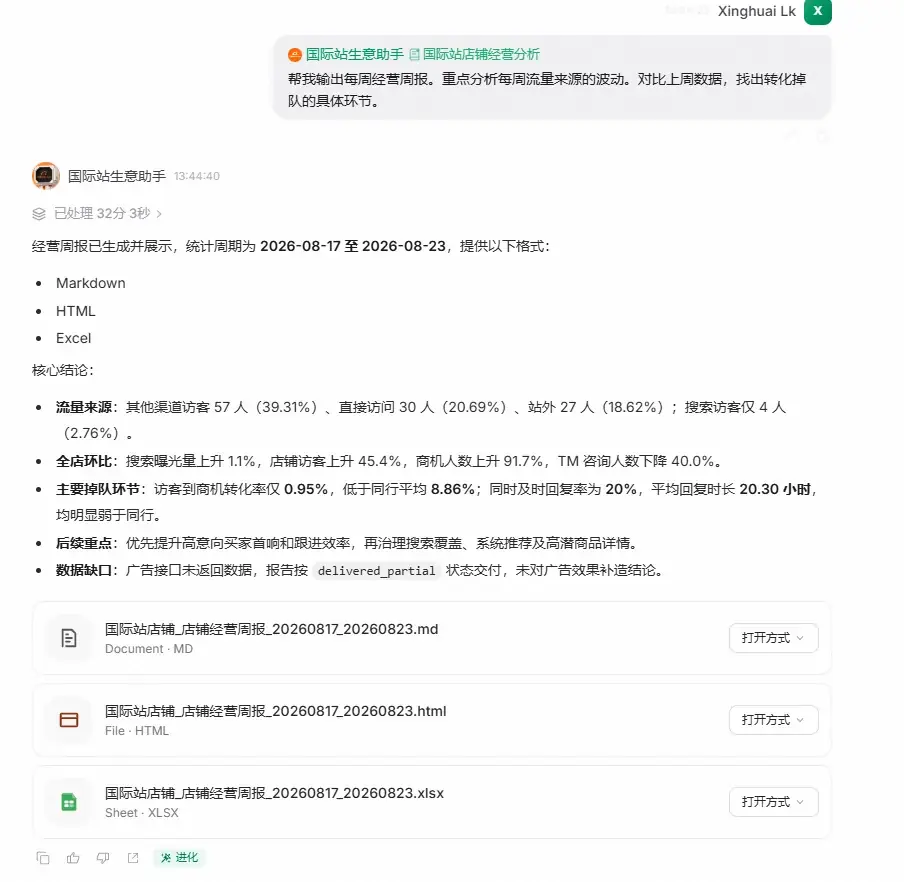 Xinghuai Lk
X
国际站生意助手 国际站店铺经营分析
帮我输出每周经营周报。重点分析每周流量来源的波动。对比上周数据，找出转化掉
队的具体环节。
国际站生意助手 13:44:40
已处理 32分 3秒 >
经营周报已生成并展示，统计周期为 2026-08-17 至 2026-08-23，提供以下格式：
• Markdown
• HTML
• Excel
核心结论：
• 流量来源：其他渠道访客 57 人（39.31%）、直接访问 30 人（20.69%）、站外 27 人（18.62%）；搜索访客仅 4 人
（2.76%）。
• 全店环比：搜索曝光量上升 1.1%，店铺访客上升 45.4%，商机人数上升 91.7%，TM 咨询人数下降 40.0%。
• 主要掉队环节：访客到商机转化率仅 0.95%，低于同行平均 8.86%；同时及时回复率为 20%，平均回复时长 20.30 小时，
均明显弱于同行。
• 后续重点：优先提升高意向买家首响和跟进效率，再治理搜索覆盖、系统推荐及高潜商品详情。
• 数据缺口：广告接口未返回数据，报告按 delivered_partial 状态交付，未对广告效果补造结论。
国际站店铺_店铺经营周报_20260817_20260823.md
Document · MD
打开方式
国际站店铺_店铺经营周报_20260817_20260823.html
File · HTML
打开方式
国际站店铺_店铺经营周报_20260817_20260823.xlsx
Sheet · XLSX
打开方式
进化